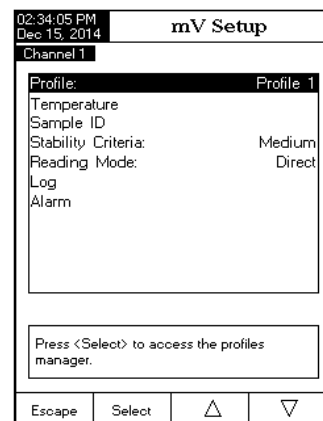 02:34:05 PM
Dec 15, 2014
mV Setup
Channel 1
Profile: Profile 1
Temperature
Sample ID
Stability Criteria: Medium
Reading Mode: Direct
Log
Alarm
Press <Select> to access the profiles
manager.
Escape Select △ ▽